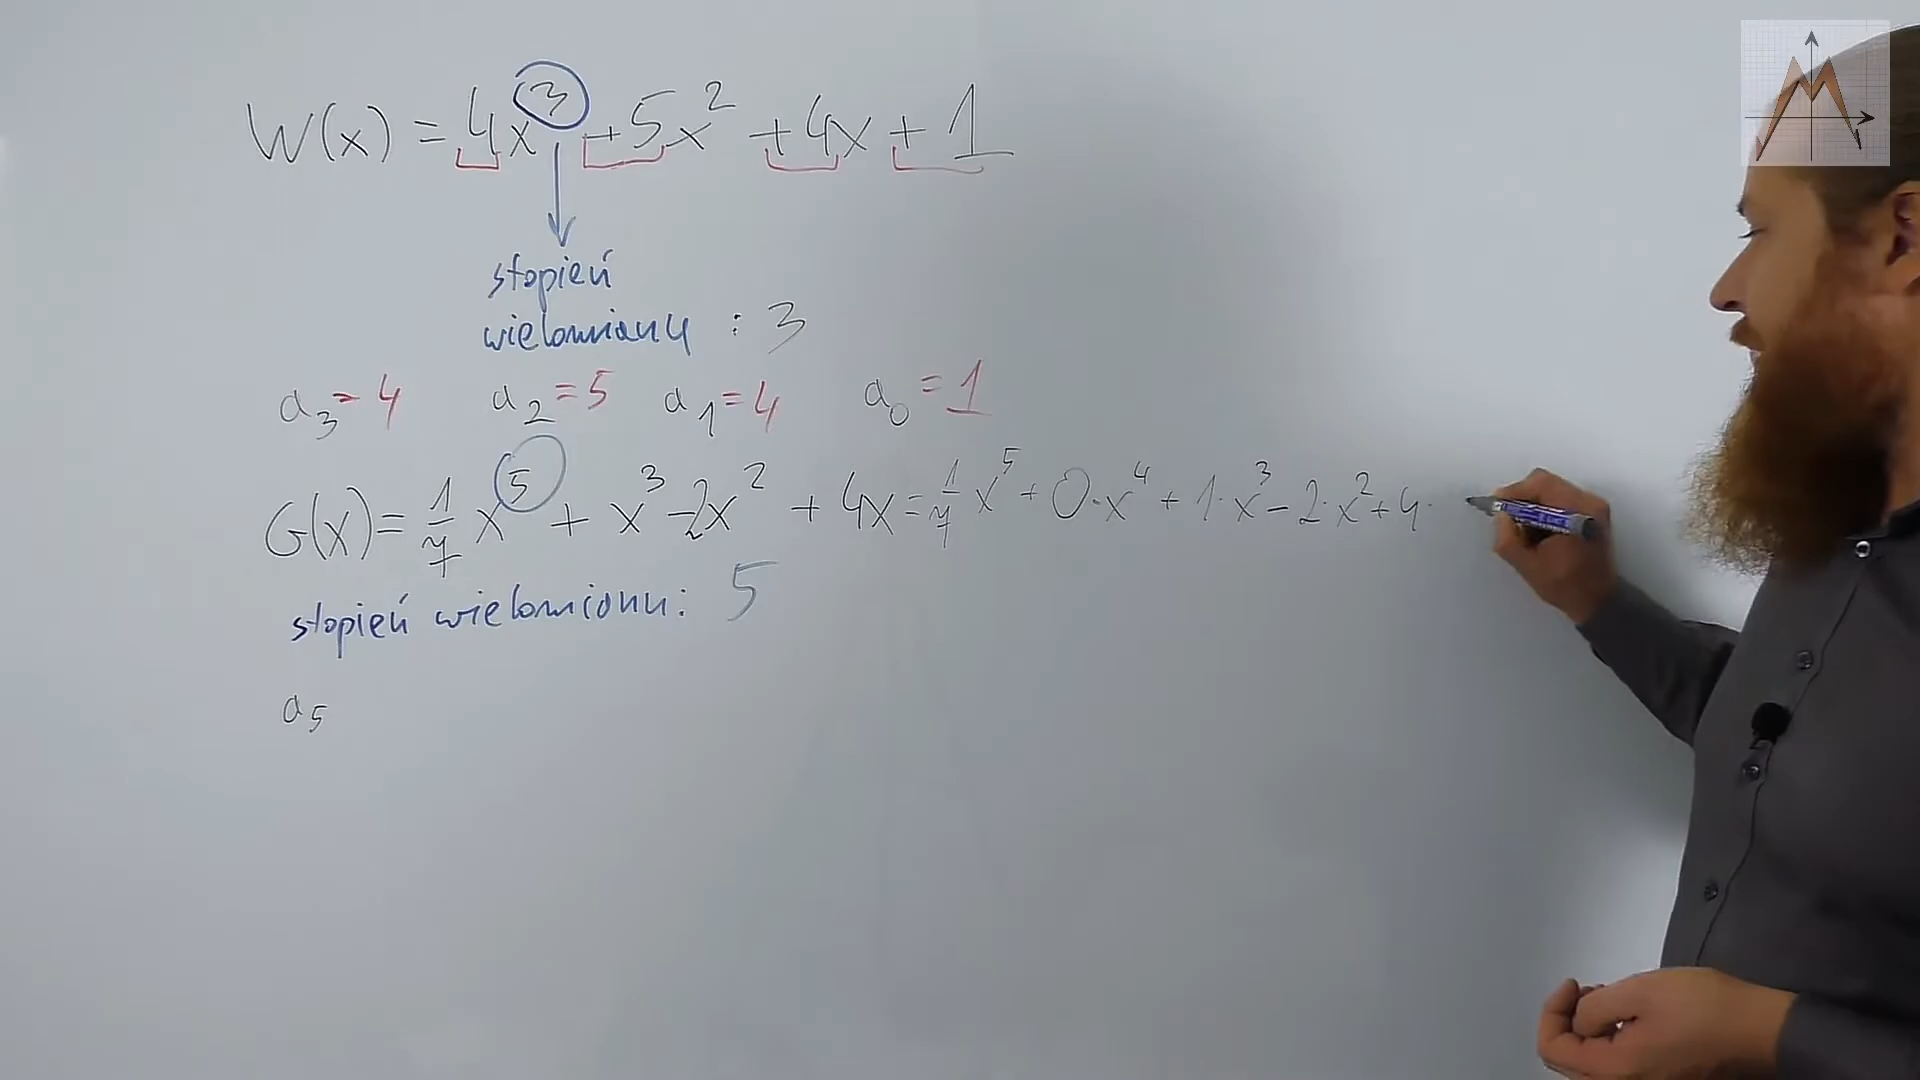 W(x) = 4x³ + 5x² + 4x + 1
stopień
wielomianu : 3
a₃ = 4 a₂ = 5 a₁ = 4 a₀ = 1
G(x) = 1/7 x⁵ + x³ - 2x² + 4x = 1/7 x⁵ + 0·x⁴ + 1·x³ - 2·x² + 4·
stopień wielomianu: 5
a₅